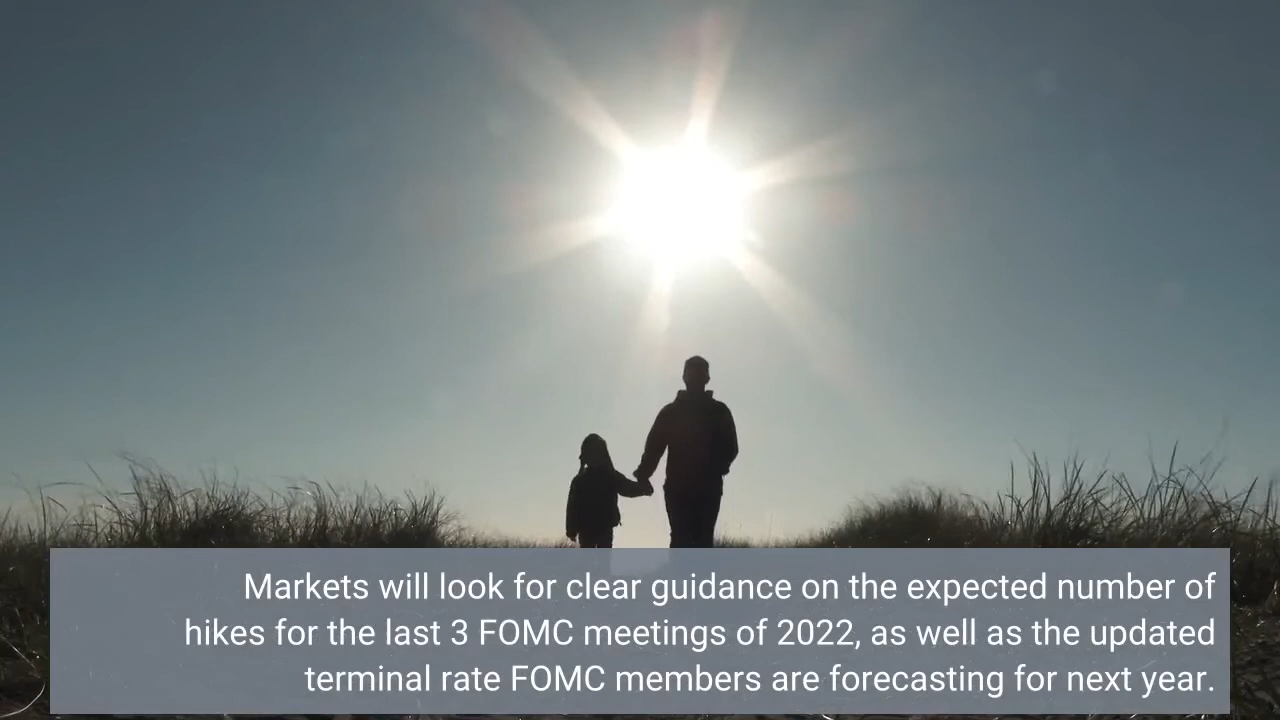 Markets will look for clear guidance on the expected number of
hikes for the last 3 FOMC meetings of 2022, as well as the updated
terminal rate FOMC members are forecasting for next year.